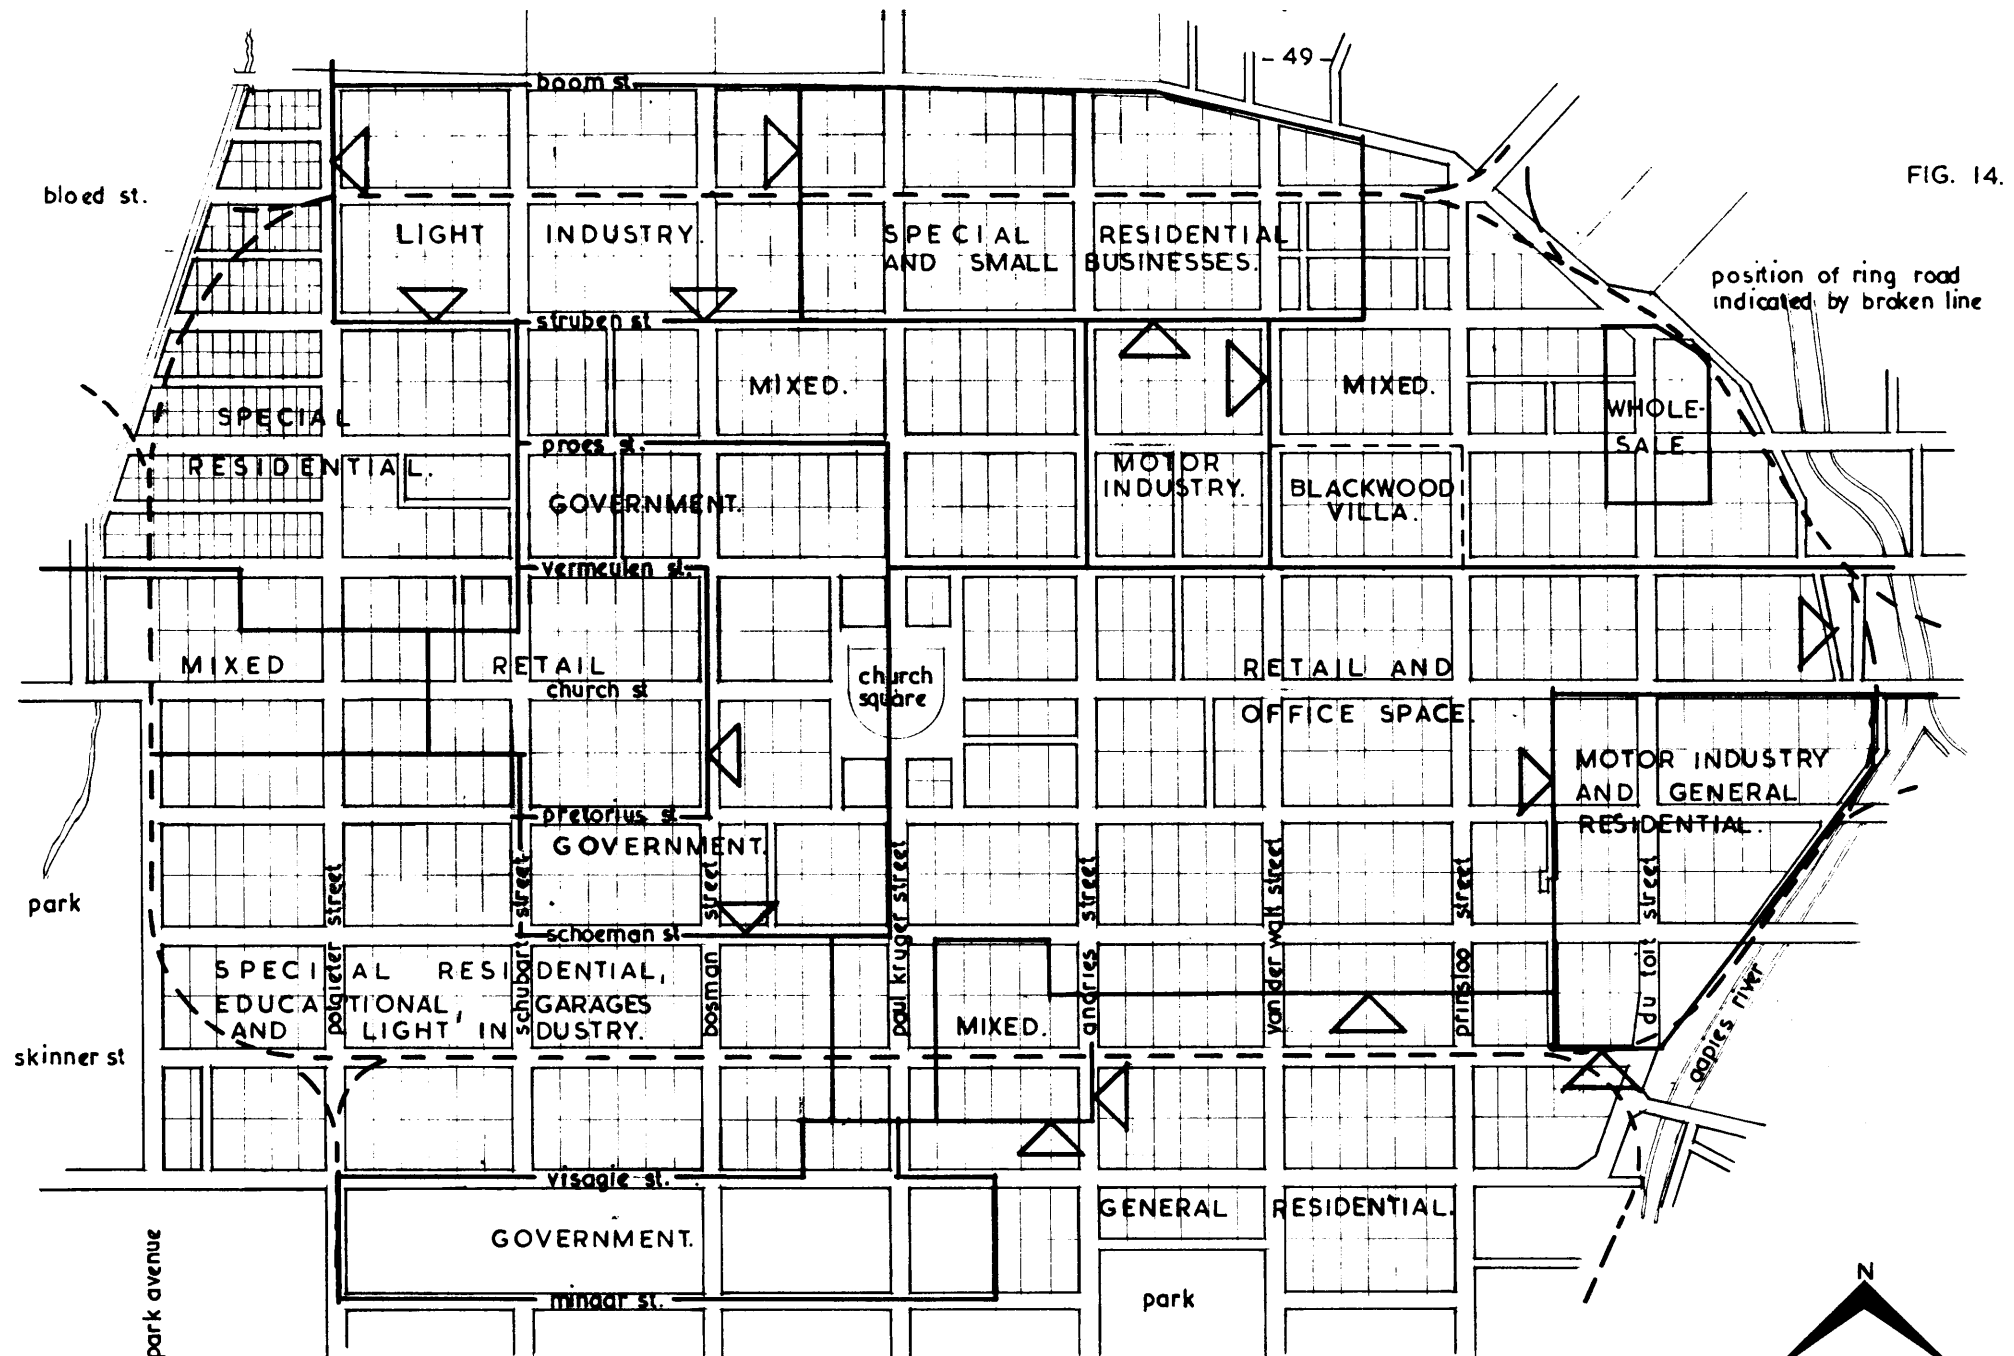 - 49 -
boom st.
FIG. 14.
bloed st.
LIGHT INDUSTRY.
SPECIAL RESIDENTIAL
AND SMALL BUSINESSES.
position of ring road
indicated by broken line
struben st
MIXED.
MIXED.
WHOLE-
SALE.
SPECIAL
RESIDENTIAL.
proes st.
MOTOR
INDUSTRY.
BLACKWOOD
VILLA.
GOVERNMENT.
vermeulen st.
MIXED
RETAIL
church st
church
square
RETAIL AND
OFFICE SPACE.
MOTOR INDUSTRY
AND GENERAL
RESIDENTIAL.
pretorius st
GOVERNMENT.
park
potgieter street
schubart street
bosman street
paul kruger street
andries street
van der walt street
prinsloo street
du toit street
schoeman st
SPECIAL RESIDENTIAL,
EDUCATIONAL, GARAGES
AND LIGHT INDUSTRY.
MIXED.
aapies river
skinner st
visagie st.
GENERAL RESIDENTIAL.
GOVERNMENT.
park avenue
minaar st.
park
N